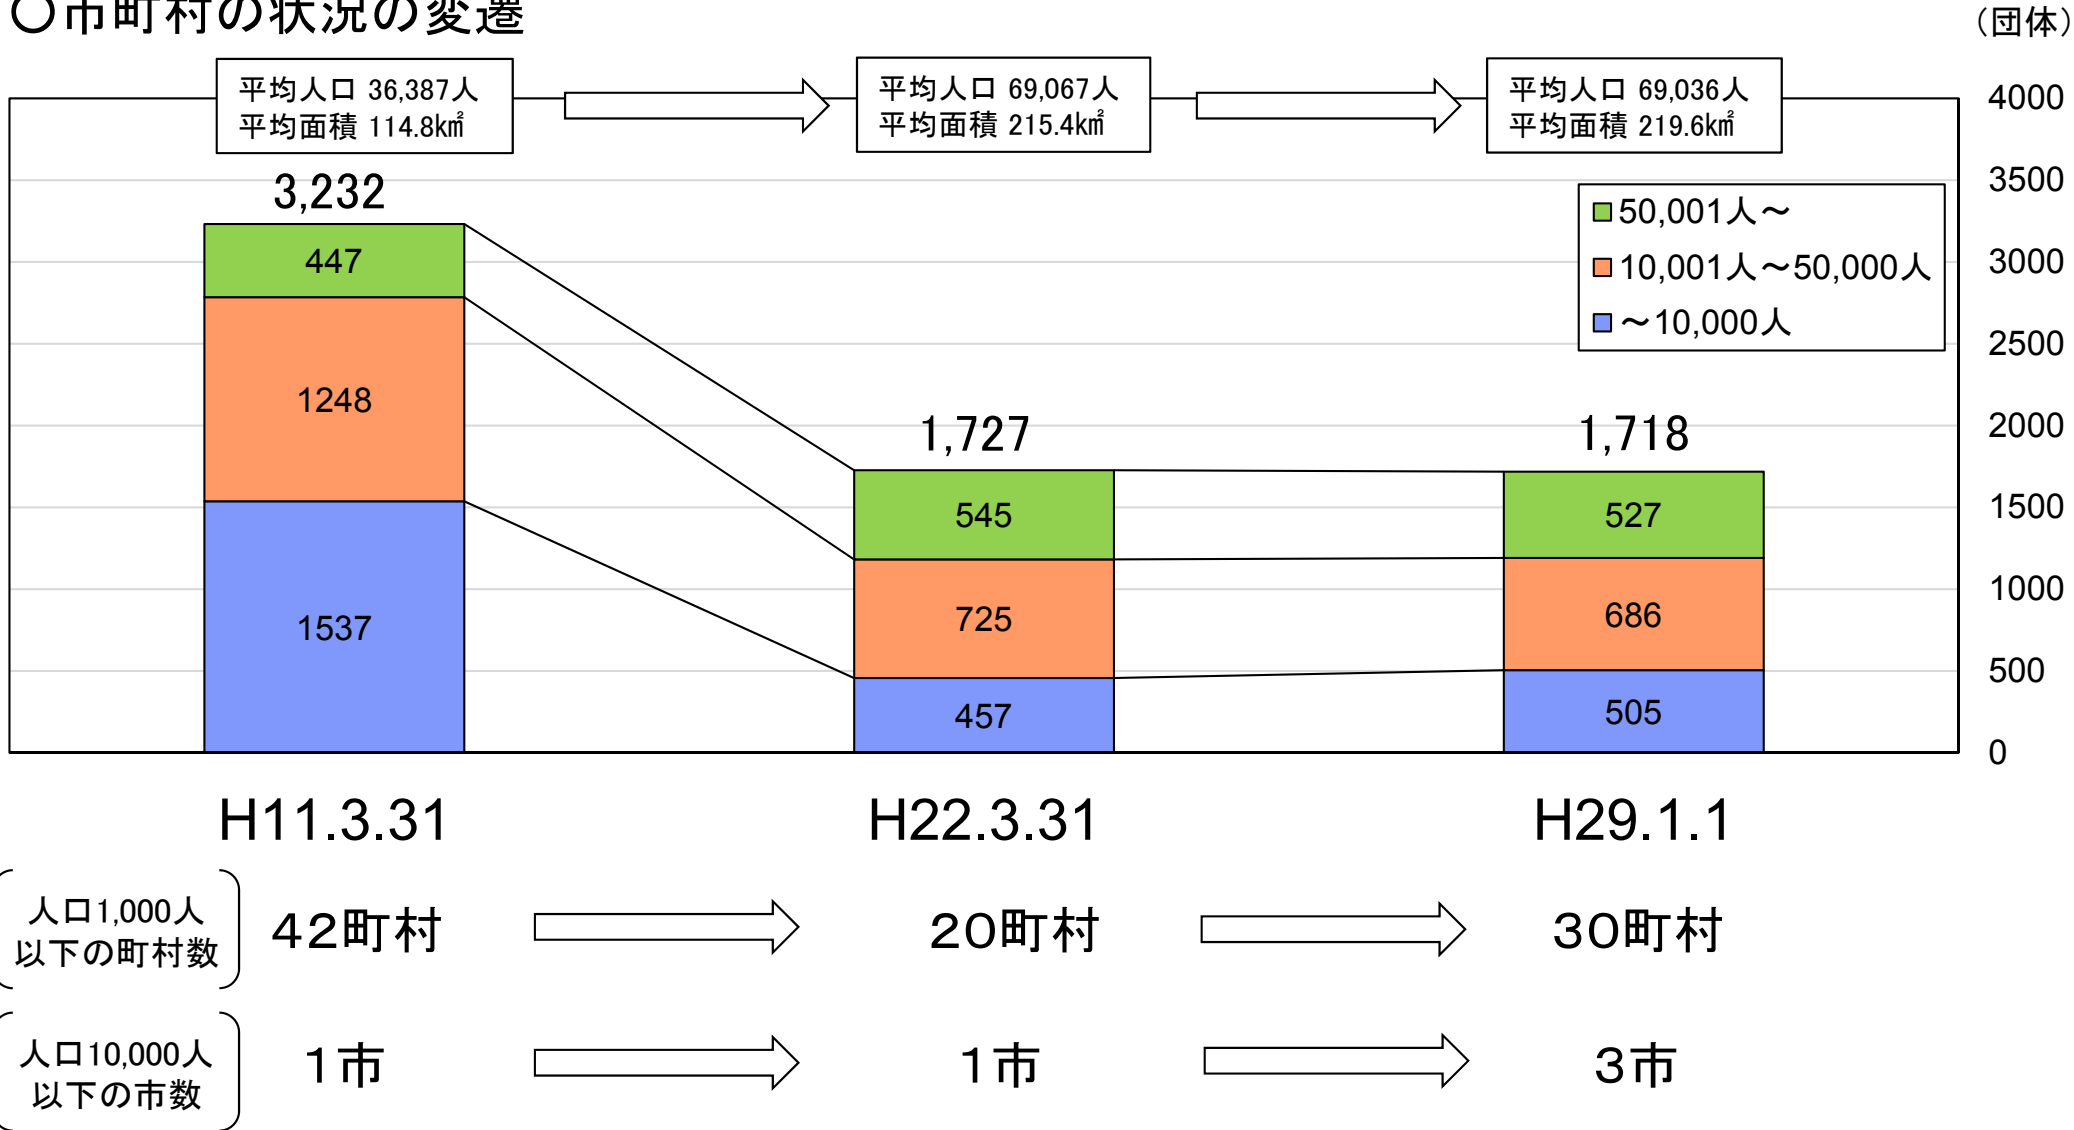 〇市町村の状況の変遷
（団体）
平均人口 36,387人
平均面積 114.8㎢
平均人口 69,067人
平均面積 215.4㎢
平均人口 69,036人
平均面積 219.6㎢
4000
3500
3000
2500
2000
1500
1000
500
0
50,001人～
10,001人～50,000人
～10,000人
3,232
447
1248
1537
1,727
545
725
457
1,718
527
686
505
H11.3.31
H22.3.31
H29.1.1
人口1,000人
以下の町村数
42町村
20町村
30町村
人口10,000人
以下の市数
1市
1市
3市